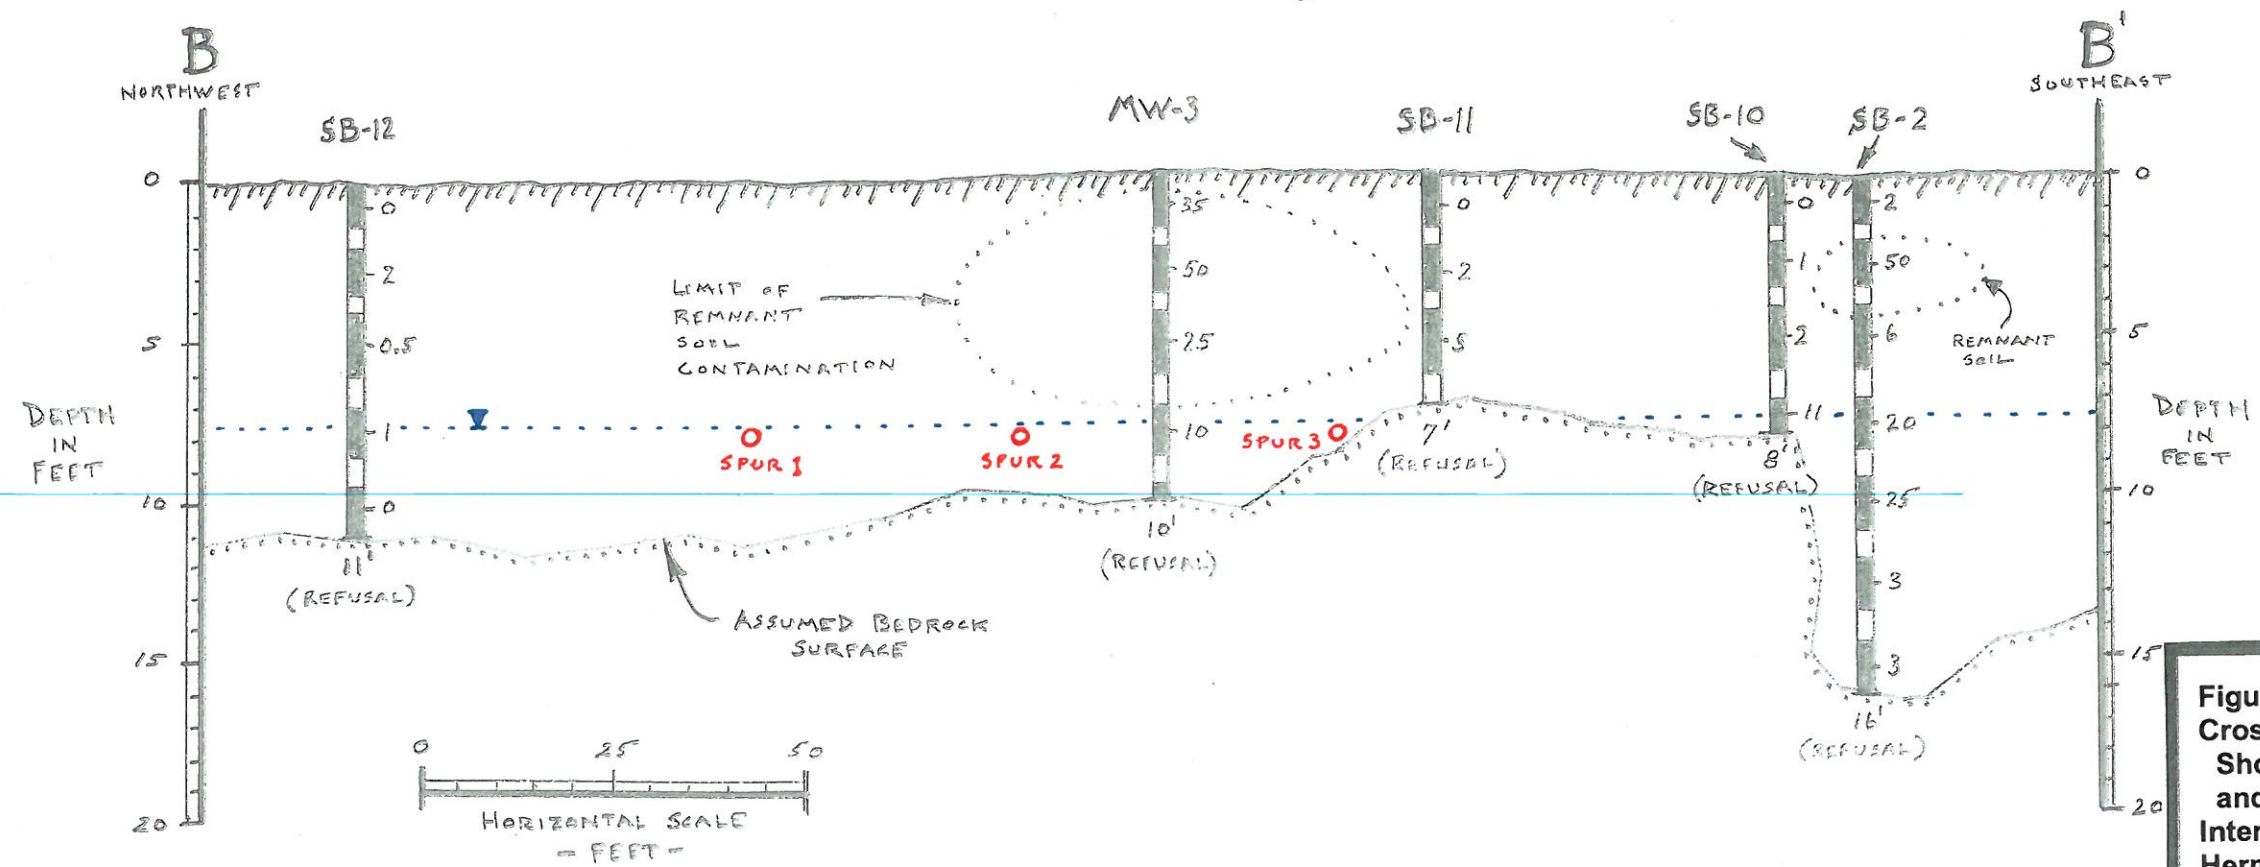 B
NORTHWEST
B'
SOUTHEAST
SB-12
MW-3
SB-11
SB-10
SB-2
0
5
DEPTH
IN
FEET
10
15
20
0
2
0.5
1
0
11'
(REFUSAL)
LIMIT OF
REMNANT
SOIL
CONTAMINATION
SPUR 1
SPUR 2
SPUR 3
ASSUMED BEDROCK
SURFACE
35
50
25
10
10'
(REFUSAL)
0
2
5
7'
(REFUSAL)
0
1
2
11
8'
(REFUSAL)
2
50
6
20
25
3
3
16'
(REFUSAL)
REMNANT
SOIL
0
5
DEPTH
IN
FEET
10
15
20
0 25 50
HORIZONTAL SCALE
- FEET -
Figu
Cros
Sho
and
Inter